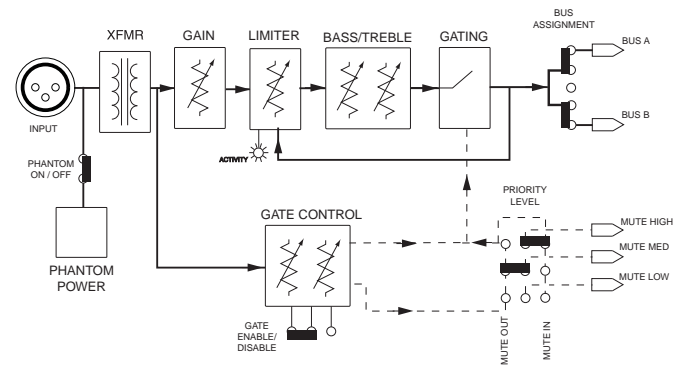 BUS
ASSIGNMENT
XFMR
GAIN
LIMITER
BASS/TREBLE
GATING
BUS A
BUS B
INPUT
ACTIVITY
PHANTOM
ON / OFF
PHANTOM
POWER
GATE CONTROL
GATE
ENABLE/
DISABLE
PRIORITY
LEVEL
MUTE HIGH
MUTE MED
MUTE LOW
MUTE OUT
MUTE IN